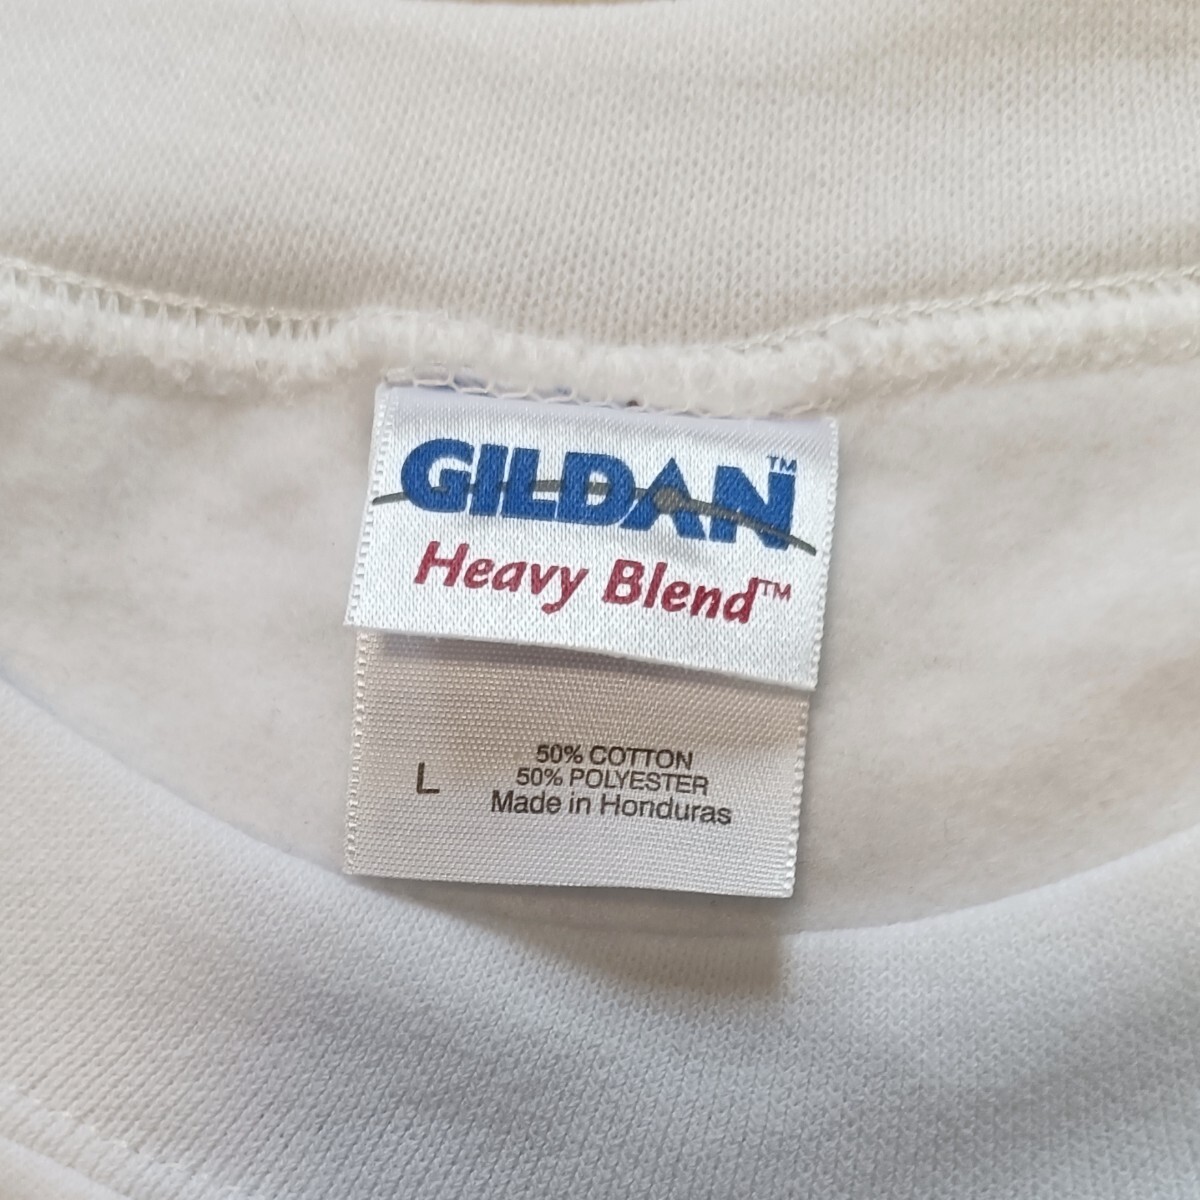 GILDAN™
Heavy Blend™
L
50% COTTON
50% POLYESTER
Made in Honduras